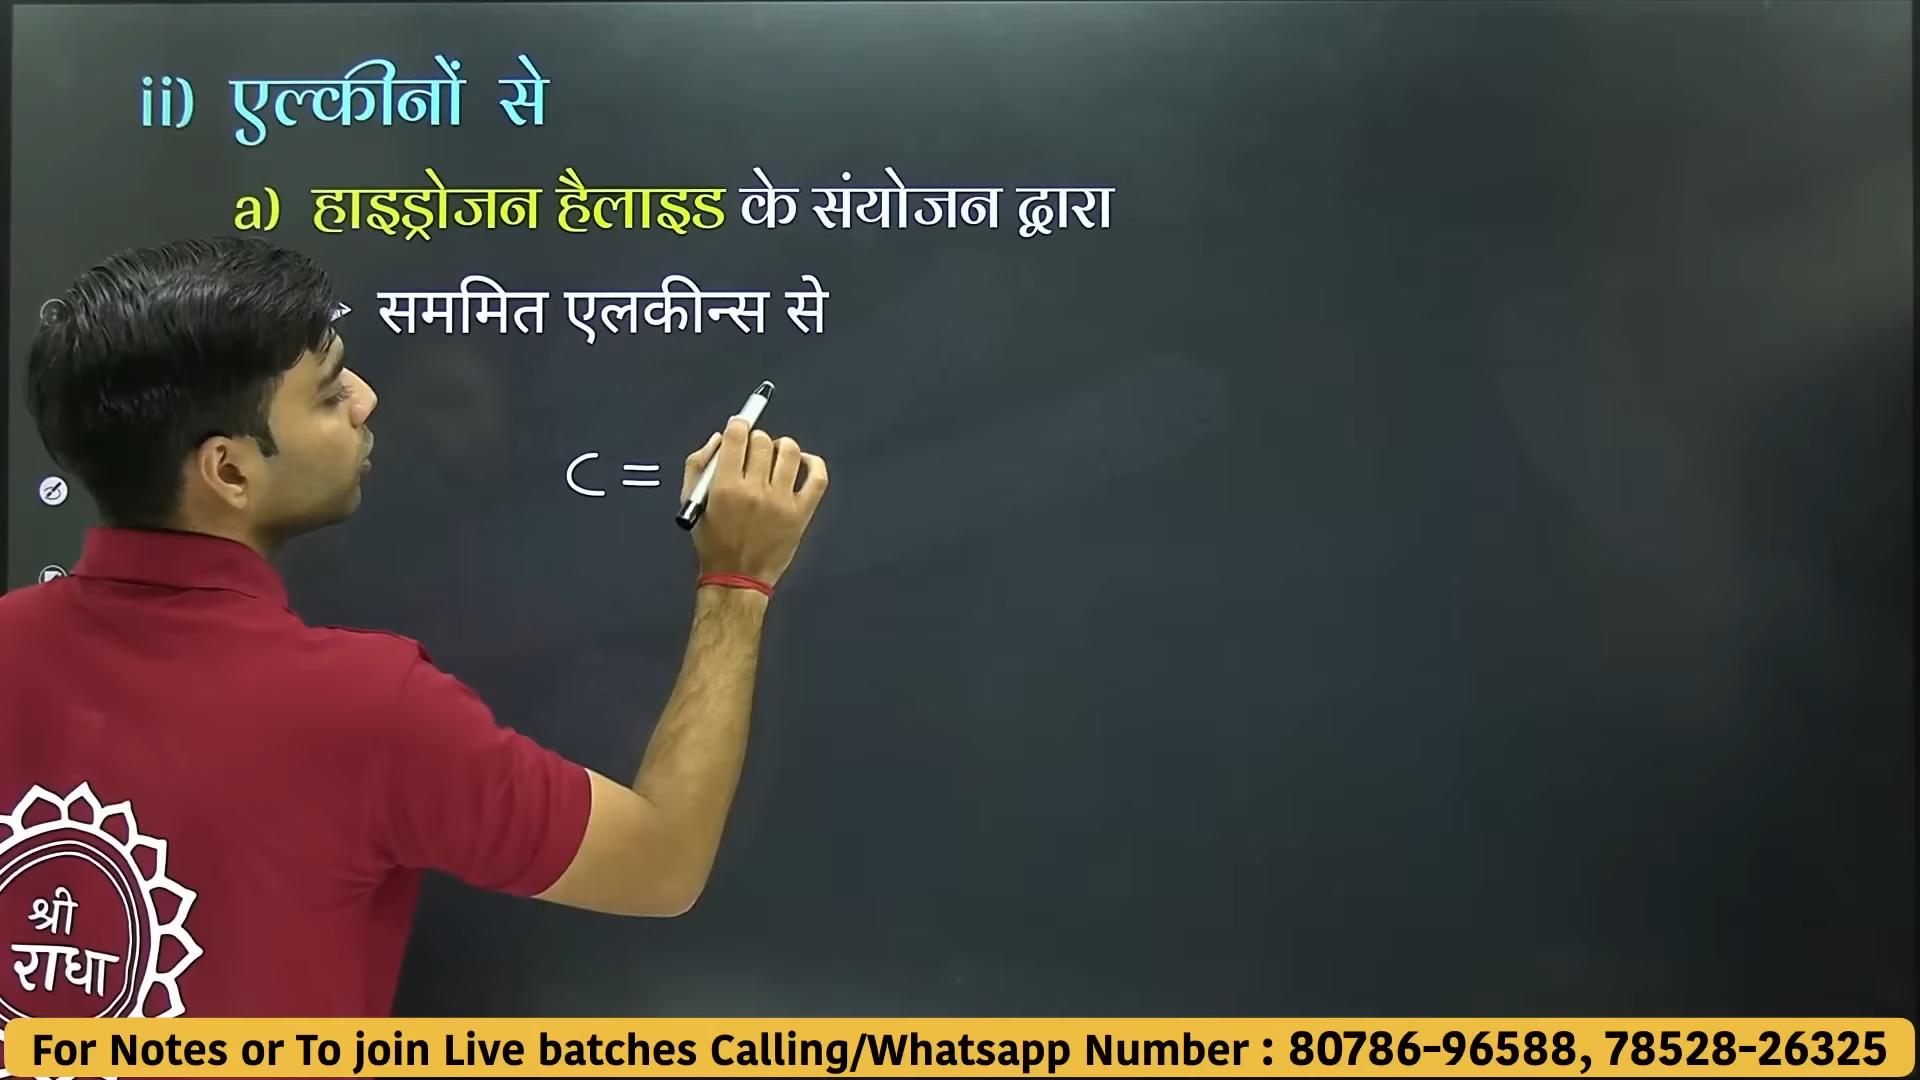 ii) एल्कीनों से
a) हाइड्रोजन हैलाइड के संयोजन द्वारा
सममित एलकीन्स से
C =
श्री
राधा
For Notes or To join Live batches Calling/Whatsapp Number : 80786-96588, 78528-26325